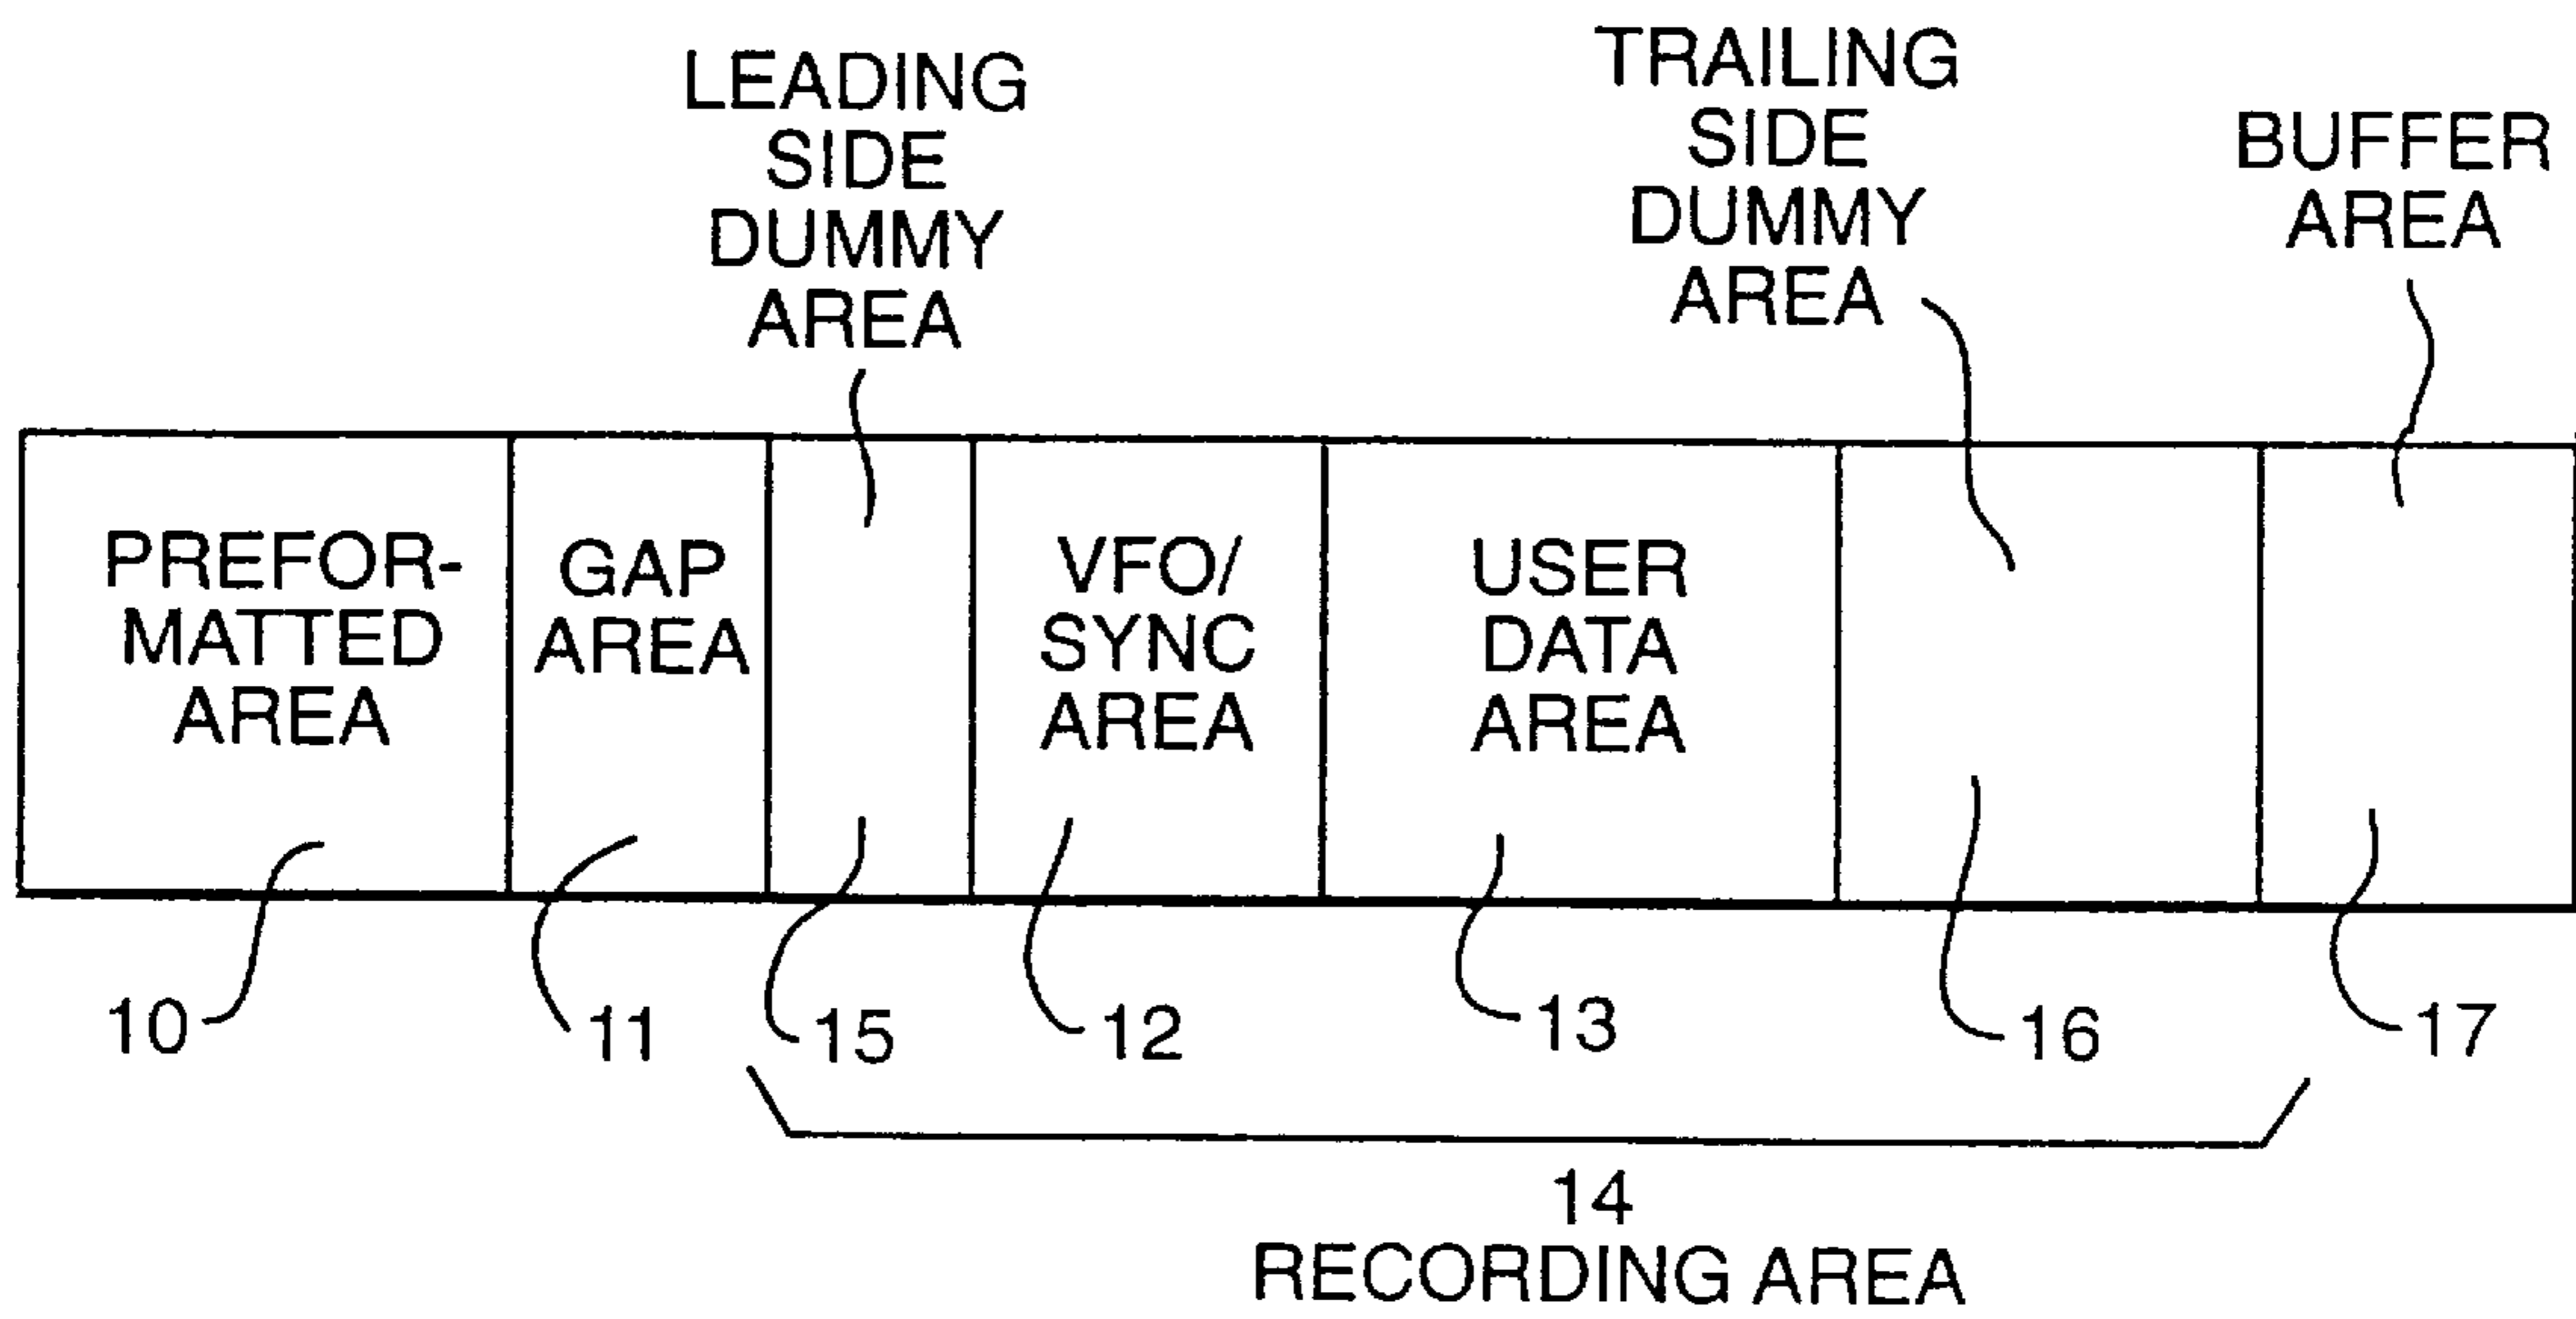 LEADING
SIDE
DUMMY
AREA
TRAILING
SIDE
DUMMY
AREA
BUFFER
AREA
PREFOR-
MATTED
AREA
GAP
AREA
VFO/
SYNC
AREA
USER
DATA
AREA
10
11
15
12
13
16
17
14
RECORDING AREA